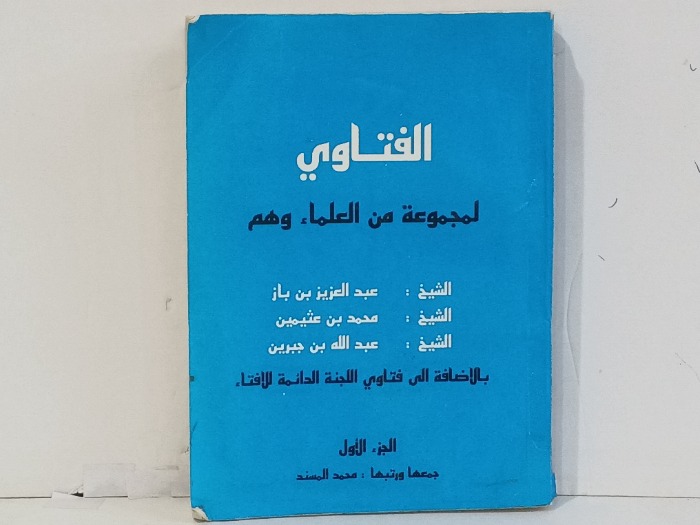 الفتاوي
لمجموعة من العلماء وهم
الشيخ : عبد العزيز بن باز
الشيخ : محمد بن عثيمين
الشيخ : عبد الله بن جبرين
بالاضافة الى فتاوي اللجنة الدائمة للافتاء
الجزء الأول
جمعها ورتبها : محمد المسند